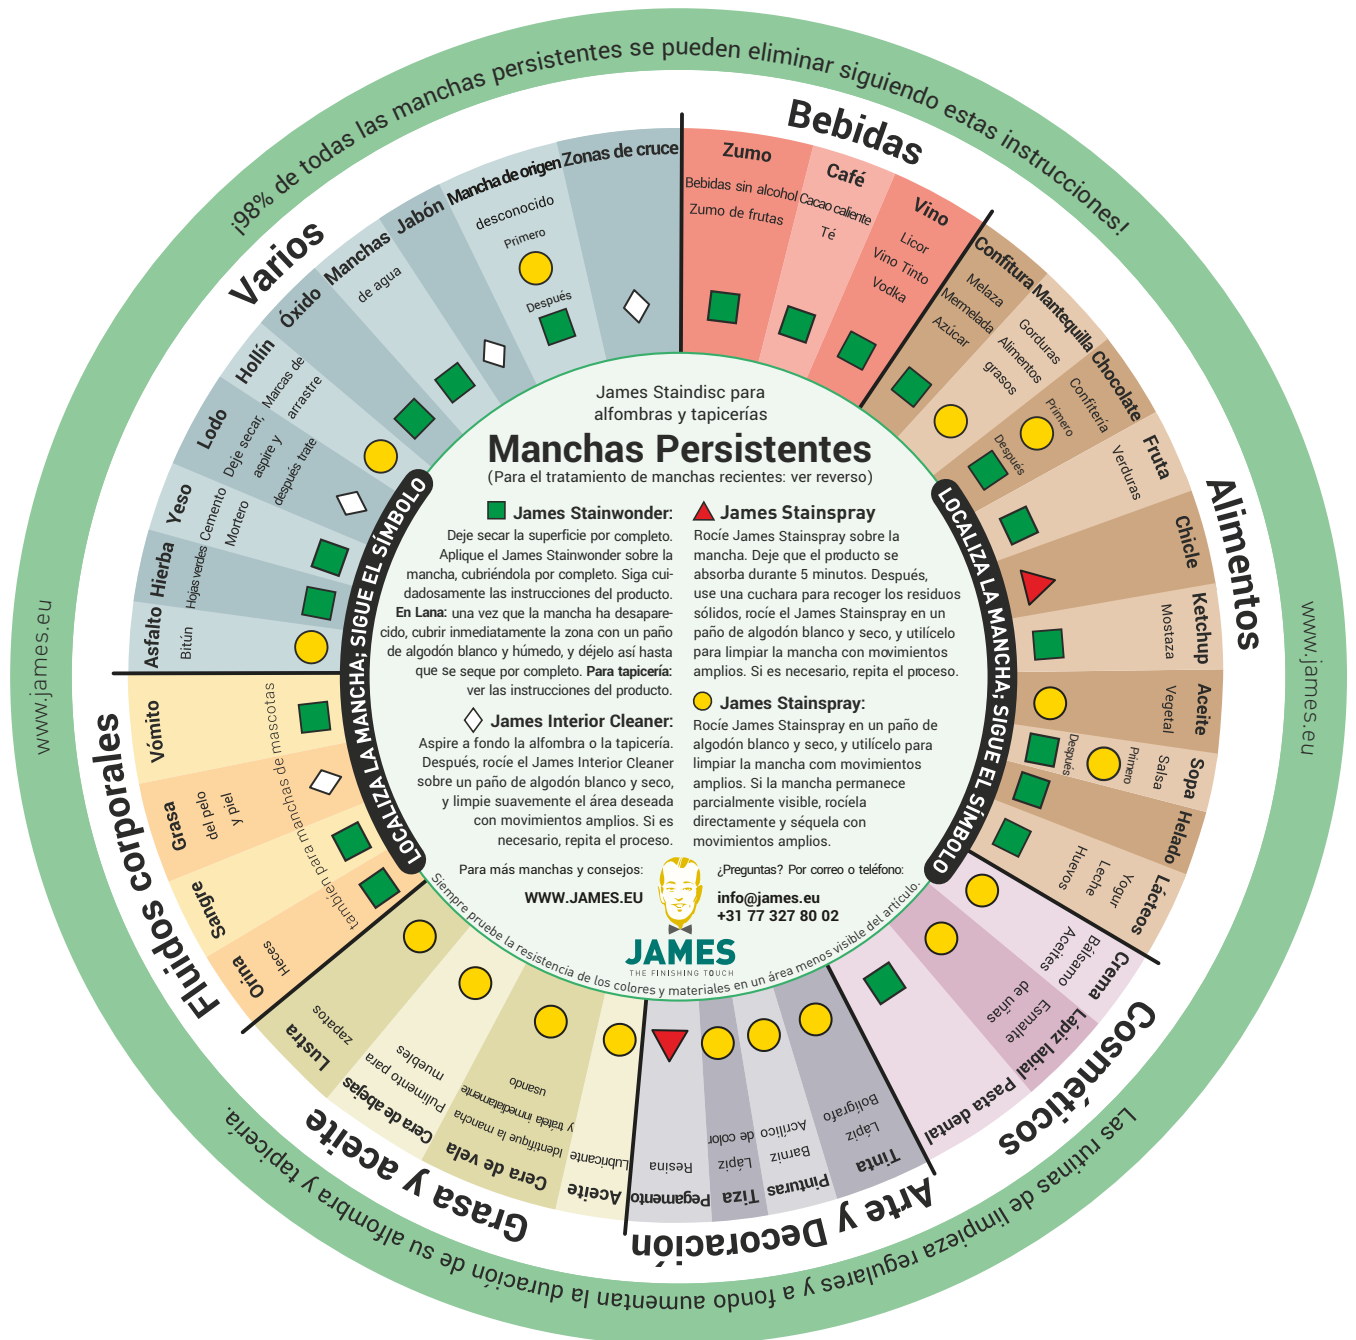 ¡98% de todas las manchas persistentes se pueden eliminar siguiendo estas instrucciones!
www.james.eu
www.james.eu
Las rutinas de limpieza regulares y a fondo aumentan la duración de su alfombra y tapicería.
Bebidas
Zumo
Bebidas sin alcohol
Zumo de frutas
Café
Cacao caliente
Té
Vino
Licor
Vino Tinto
Vodka
Alimentos
Confitura
Melaza
Mermelada
Azúcar
Mantequilla
Gorduras
Alimentos
grasos
Chocolate
Confitería
Primero
Después
Fruta
Verduras
Chicle
Ketchup
Mostaza
Aceite
Vegetal
Sopa
Salsa
Primero
Después
Helado
Lácteos
Yogur
Leche
Huevos
Cosméticos
Crema
Bálsamo
Aceites
Lápiz labial
Esmalte
de uñas
Pasta dental
Arte y Decoración
Tinta
Lápiz
Bolígrafo
Pinturas
Barniz
Acrílico
Tiza
Lápiz
de color
Pegamento
Resina
Grasa y aceite
Aceite
Lubricante
Cera de vela
Identifique la mancha
y trátela inmediatamente
usando
Cera de abejas
Pulimento para
muebles
Lustra
zapatos
Fluidos corporales
Orina
Heces
Sangre
Grasa
del pelo
y piel
Vómito
también para manchas de mascotas
Varios
Asfalto
Bitún
Hierba
Hojas verdes
Yeso
Cemento
Mortero
Lodo
Deje secar,
aspire y
después trate
Hollín
Marcas de
arrastre
Óxido
Manchas
de agua
Jabón
Mancha de origen
desconocido
Primero
Después
Zonas de cruce
LOCALIZA LA MANCHA; SIGUE EL SÍMBOLO
LOCALIZA LA MANCHA; SIGUE EL SÍMBOLO
James Staindisc para
alfombras y tapicerías
Manchas Persistentes
(Para el tratamiento de manchas recientes: ver reverso)
James Stainwonder:
Deje secar la superficie por completo.
Aplique el James Stainwonder sobre la
mancha, cubriéndola por completo. Siga cui-
dadosamente las instrucciones del producto.
En Lana: una vez que la mancha ha desapare-
cido, cubrir inmediatamente la zona con un paño
de algodón blanco y húmedo, y déjelo así hasta
que se seque por completo. Para tapicería:
ver las instrucciones del producto.
James Interior Cleaner:
Aspire a fondo la alfombra o la tapicería.
Después, rocíe el James Interior Cleaner
sobre un paño de algodón blanco y seco,
y limpie suavemente el área deseada
con movimientos amplios. Si es
necesario, repita el proceso.
James Stainspray
Rocíe James Stainspray sobre la
mancha. Deje que el producto se
absorba durante 5 minutos. Después,
use una cuchara para recoger los residuos
sólidos, rocíe el James Stainspray en un
paño de algodón blanco y seco, y utilícelo
para limpiar la mancha com movimientos
amplios. Si es necesario, repita el proceso.
James Stainspray:
Rocíe James Stainspray en un paño de
algodón blanco y seco, y utilícelo para
limpiar la mancha com movimientos
amplios. Si la mancha permanece
parcialmente visible, rocíela
directamente y séquela con
movimientos amplios.
Para más manchas y consejos:
WWW.JAMES.EU
¿Preguntas? Por correo o teléfono:
info@james.eu
+31 77 327 80 02
JAMES
THE FINISHING TOUCH
Siempre pruebe la resistencia de los colores y materiales en un área menos visible del artículo.